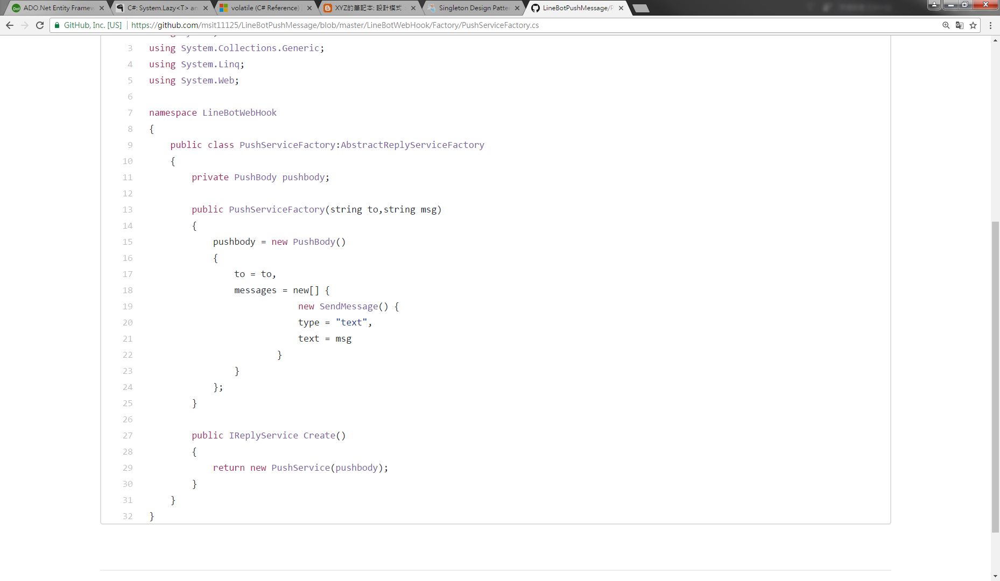 ADO.Net Entity Framew
C#: System.Lazy<T> an
volatile (C# Reference)
XYZ的筆記本: 設計模式
Singleton Design Patte
LineBotPushMessage/P
GitHub, Inc. [US]
https://github.com/msit11125/LineBotPushMessage/blob/master/LineBotWebHook/Factory/PushServiceFactory.cs
3 using System.Collections.Generic;
4 using System.Linq;
5 using System.Web;
6
7 namespace LineBotWebHook
8 {
9 public class PushServiceFactory:AbstractReplyServiceFactory
10 {
11 private PushBody pushbody;
12
13 public PushServiceFactory(string to,string msg)
14 {
15 pushbody = new PushBody()
16 {
17 to = to,
18 messages = new[] {
19 new SendMessage() {
20 type = "text",
21 text = msg
22 }
23 }
24 };
25 }
26
27 public IReplyService Create()
28 {
29 return new PushService(pushbody);
30 }
31 }
32 }